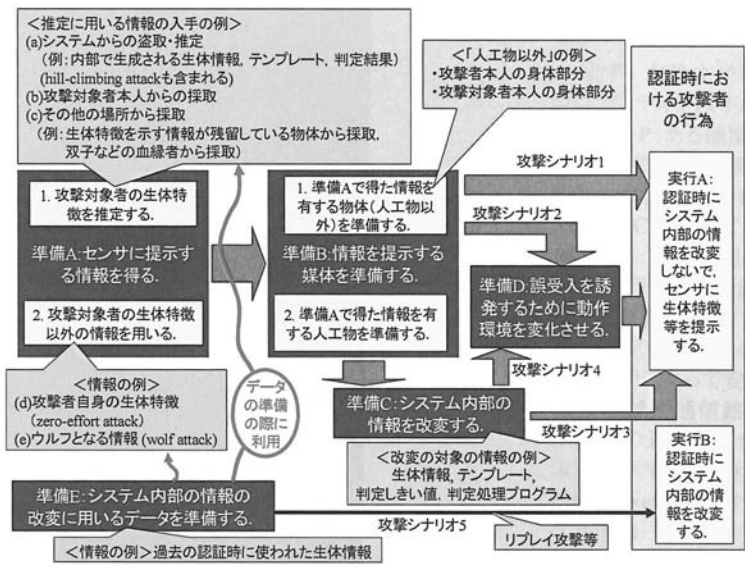 <推定に用いる情報の入手の例>
(a)システムからの盗取・推定
(例:内部で生成される生体情報,テンプレート,判定結果)
(hill-climbing attackも含まれる)
(b)攻撃対象者本人からの採取
(c)その他の場所から採取
(例:生体特徴を示す情報が残留している物体から採取,
双子などの血縁者から採取)
<「人工物以外」の例>
・攻撃者本人の身体部分
・攻撃対象者本人の身体部分
認証時にお
ける攻撃者
の行為
1. 攻撃対象者の生体特
徴を推定する.
準備A:センサに提示す
る情報を得る.
2. 攻撃対象者の生体特徴
以外の情報を用いる.
1. 準備Aで得た情報を
有する物体(人工物以
外)を準備する.
準備B:情報を提示する
媒体を準備する.
2. 準備Aで得た情報を有
する人工物を準備する.
攻撃シナリオ1
攻撃シナリオ2
準備D:誤受入を誘
発するために動作
環境を変化させる.
攻撃シナリオ4
実行A:
認証時に
システム
内部の情
報を改変
しないで,
センサに
生体特徴
等を提示
する.
<情報の例>
(d)攻撃者自身の生体特徴
(zero-effort attack)
(e)ウルフとなる情報 (wolf attack)
データ
の準備
の際に
利用
準備C:システム内部の
情報を改変する.
攻撃シナリオ3
<改変の対象の情報の例>
生体情報,テンプレート,
判定しきい値,判定処理プログラム
実行B:
認証時に
システム
内部の情
報を改変
する.
準備E:システム内部の情報の
改変に用いるデータを準備する.
攻撃シナリオ5
リプレイ攻撃等
<情報の例>過去の認証時に使われた生体情報